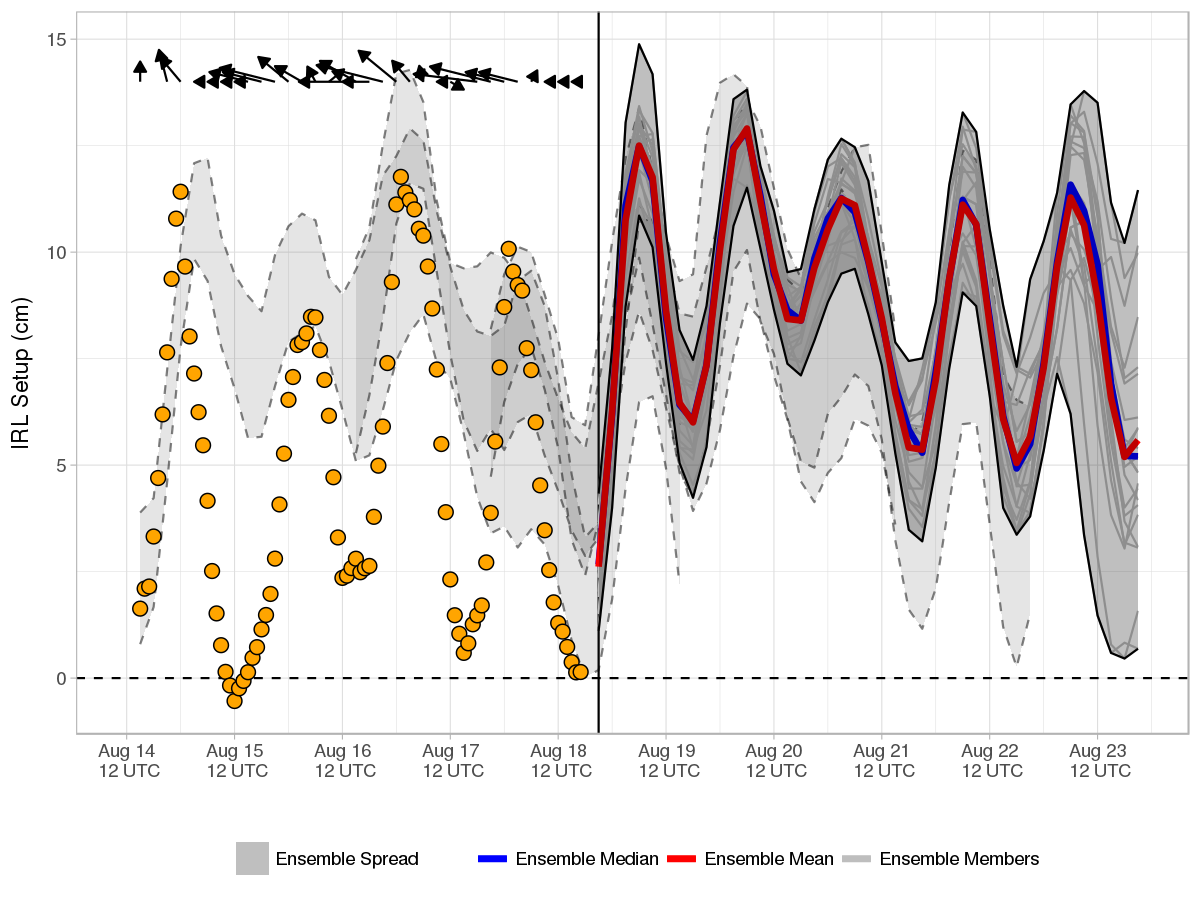 IRL Setup (cm)
15
10
5
0
Aug 14 Aug 15 Aug 16 Aug 17 Aug 18 Aug 19 Aug 20 Aug 21 Aug 22 Aug 23
12 UTC 12 UTC 12 UTC 12 UTC 12 UTC 12 UTC 12 UTC 12 UTC 12 UTC 12 UTC
Ensemble Spread Ensemble Median Ensemble Mean Ensemble Members